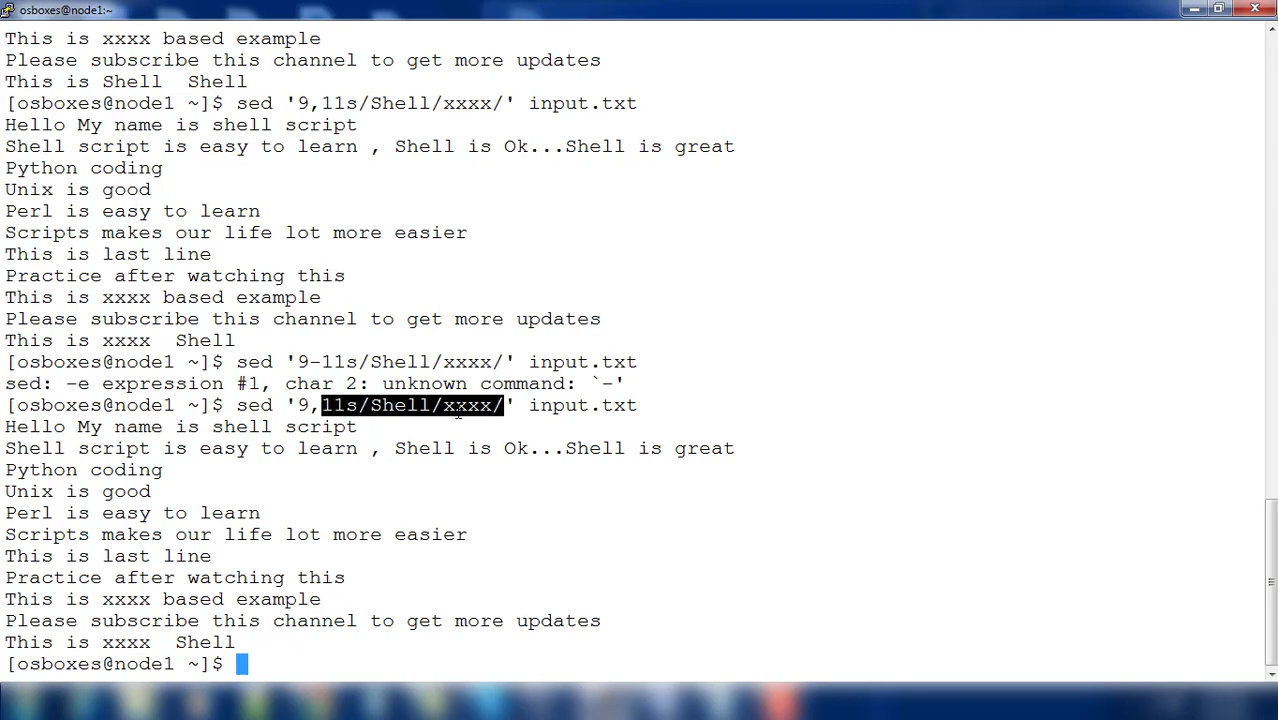 osboxes@node1:~
This is xxxx based example
Please subscribe this channel to get more updates
This is Shell  Shell
[osboxes@node1 ~]$ sed '9,11s/Shell/xxxx/' input.txt
Hello My name is shell script
Shell script is easy to learn , Shell is Ok...Shell is great
Python coding
Unix is good
Perl is easy to learn
Scripts makes our life lot more easier
This is last line
Practice after watching this
This is xxxx based example
Please subscribe this channel to get more updates
This is xxxx  Shell
[osboxes@node1 ~]$ sed '9-11s/Shell/xxxx/' input.txt
sed: -e expression #1, char 2: unknown command: `-'
[osboxes@node1 ~]$ sed '9,11s/Shell/xxxx/' input.txt
Hello My name is shell script
Shell script is easy to learn , Shell is Ok...Shell is great
Python coding
Unix is good
Perl is easy to learn
Scripts makes our life lot more easier
This is last line
Practice after watching this
This is xxxx based example
Please subscribe this channel to get more updates
This is xxxx  Shell
[osboxes@node1 ~]$